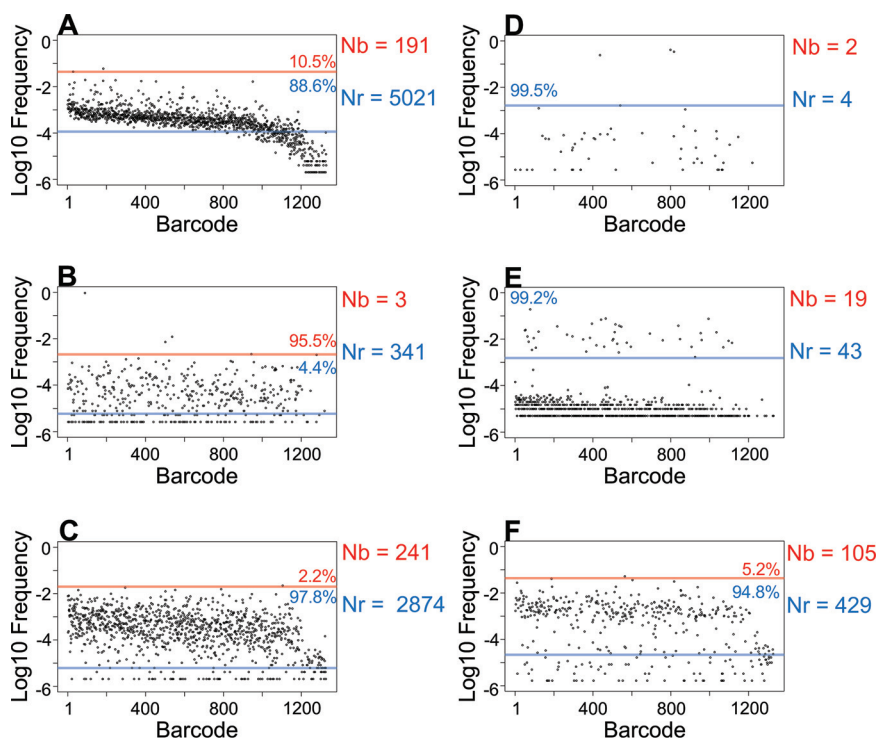 A
Log10 Frequency
0
-2
-4
-6
1
400
800
1200
Barcode
10.5%
88.6%
Nb = 191
Nr = 5021
D
Log10 Frequency
0
-2
-4
-6
1
400
800
1200
Barcode
99.5%
Nb = 2
Nr = 4
B
Log10 Frequency
0
-2
-4
-6
1
400
800
1200
Barcode
95.5%
4.4%
Nb = 3
Nr = 341
E
Log10 Frequency
0
-2
-4
-6
1
400
800
1200
Barcode
99.2%
Nb = 19
Nr = 43
C
Log10 Frequency
0
-2
-4
-6
1
400
800
1200
Barcode
2.2%
97.8%
Nb = 241
Nr = 2874
F
Log10 Frequency
0
-2
-4
-6
1
400
800
1200
Barcode
5.2%
94.8%
Nb = 105
Nr = 429